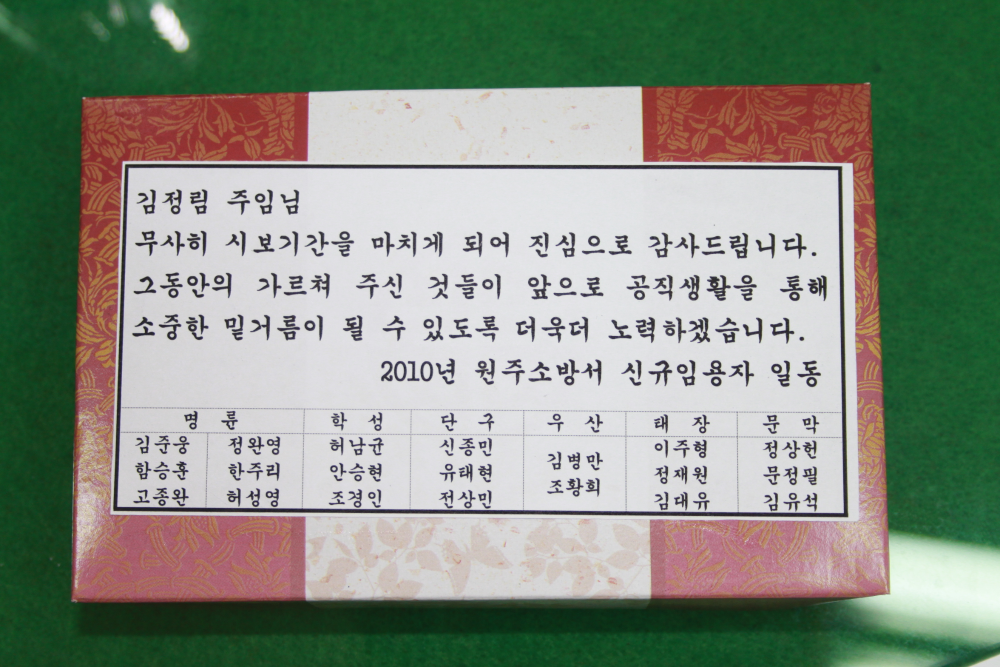 김정림 주임님
무사히 시보기간을 마치게 되어 진심으로 감사드립니다.
그동안의 가르쳐 주신 것들이 앞으로 공직생활을 통해
소중한 밑거름이 될 수 있도록 더욱더 노력하겠습니다.
2010년 원주소방서 신규임용자 일동
명 륜 학 성 단 구 우 산 태 장 문 막
김준웅 정완영 허남균 신종민 김병만 이주형 정상헌
함승훈 한주리 안승현 유태현 조황희 정재원 문정필
고종완 허성영 조경인 전상민 김대유 김유석